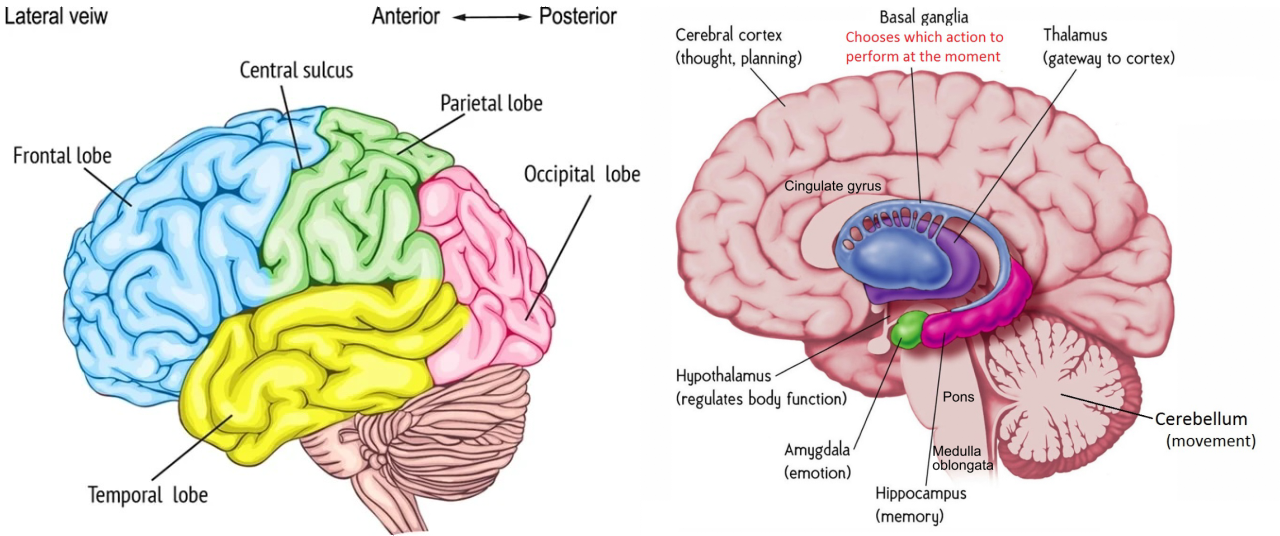 Lateral veiw
Anterior
Posterior
Central sulcus
Parietal lobe
Frontal lobe
Occipital lobe
Temporal lobe
Basal ganglia
Chooses which action to
perform at the moment
Cerebral cortex
(thought, planning)
Thalamus
(gateway to cortex)
Cingulate gyrus
Hypothalamus
(regulates body function)
Pons
Cerebellum
(movement)
Amygdala
(emotion)
Medulla
oblongata
Hippocampus
(memory)